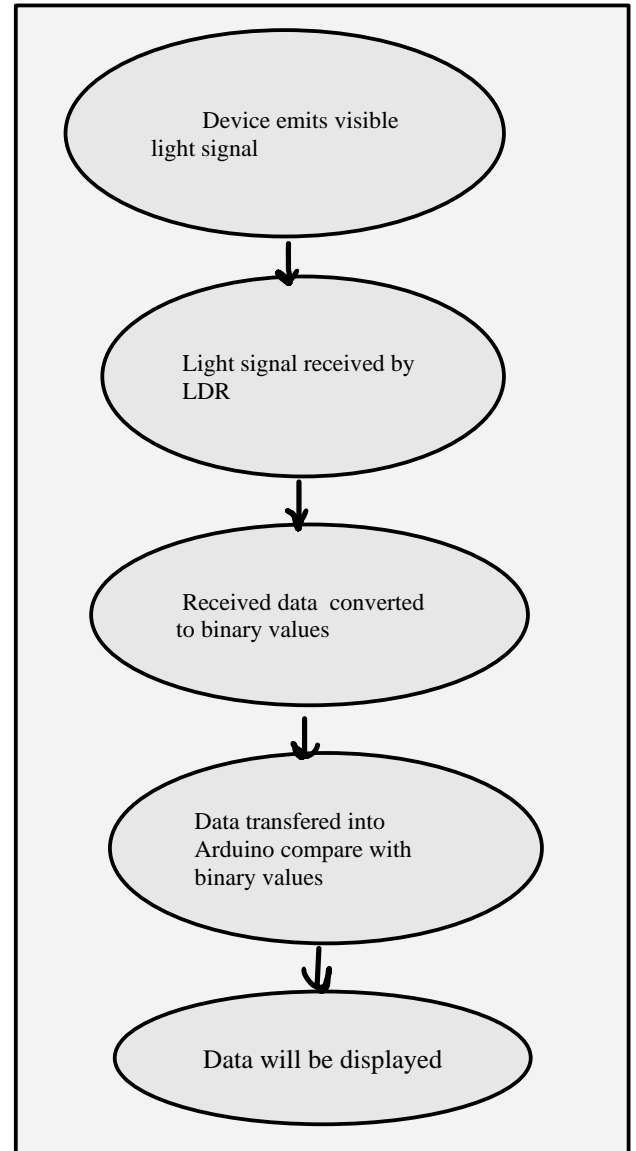 Device emits visible
light signal
Light signal received by
LDR
Received data converted
to binary values
Data transfered into
Arduino compare with
binary values
Data will be displayed